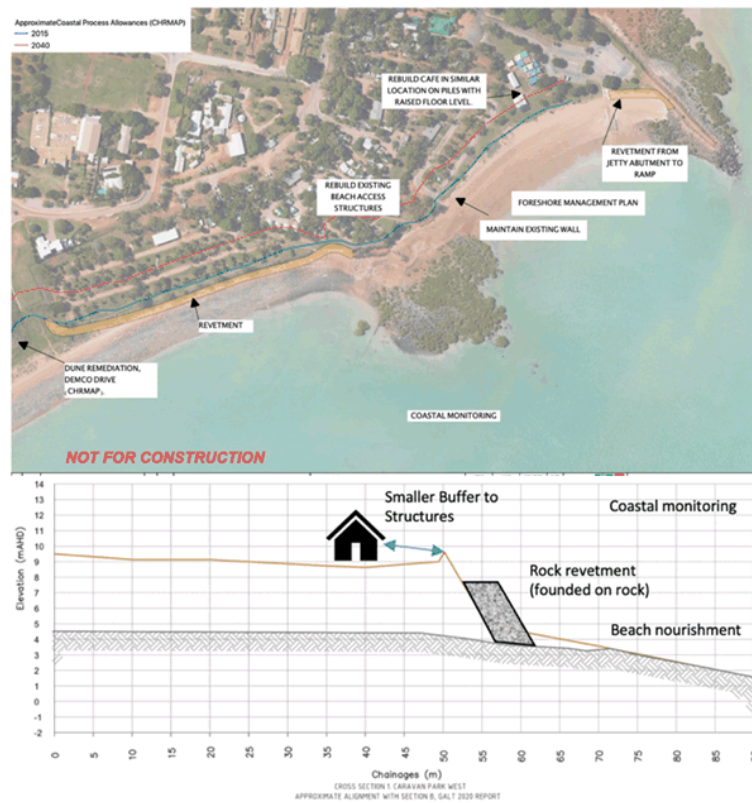 ApproximateCoastal Process Allowances (CHRMAP)
2015
2040
REBUILD CAFE IN SIMILAR
LOCATION ON PILES WITH
RAISED FLOOR LEVEL.
REVETMENT FROM
JETTY ABUTMENT TO
RAMP
REBUILD EXISTING
BEACH ACCESS
STRUCTURES
FORESHORE MANAGEMENT PLAN
MAINTAIN EXISTING WALL
REVETMENT
DUNE REMEDIATION,
DEMCO DRIVE
(CHRMAP).
COASTAL MONITORING
NOT FOR CONSTRUCTION
Elevation (mAHD)
14
13
12
11
10
9
8
7
6
5
4
3
2
1
0
-1
-2
Smaller Buffer to
Structures
Coastal monitoring
Rock revetment
(founded on rock)
Beach nourishment
0
5
10
15
20
25
30
35
40
45
50
55
60
65
70
75
80
85
Chainages (m)
CROSS SECTION 1: CARAVAN PARK WEST
APPROXIMATE ALIGNMENT WITH SECTION B, GALT 2020 REPORT